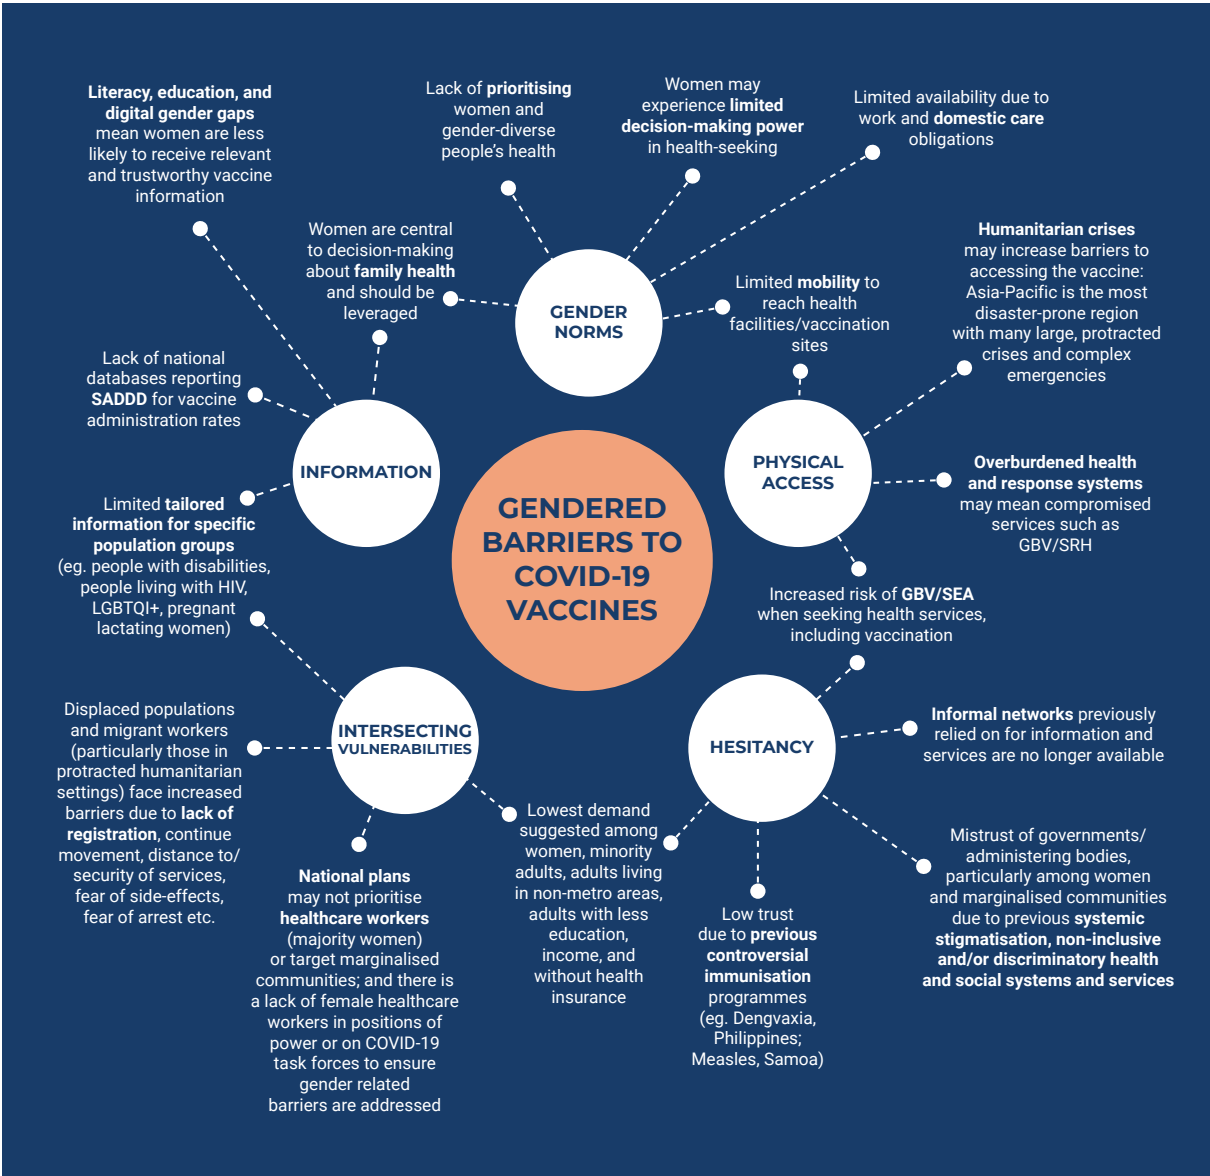 Literacy, education, and
digital gender gaps
mean women are less
likely to receive relevant
and trustworthy vaccine
information
Lack of prioritising
women and
gender-diverse
people's health
Women may
experience limited
decision-making power
in health-seeking
Limited availability due to
work and domestic care
obligations
Women are central
to decision-making
about family health
and should be
leveraged
GENDER
NORMS
Limited mobility to
reach health
facilities/vaccination
sites
Humanitarian crises
may increase barriers to
accessing the vaccine:
Asia-Pacific is the most
disaster-prone region
with many large, protracted
crises and complex
emergencies
Lack of national
databases reporting
SADDD for vaccine
administration rates
INFORMATION
PHYSICAL
ACCESS
Overburdened health
and response systems
may mean compromised
services such as
GBV/SRH
Limited tailored
information for specific
population groups
(eg. people with disabilities,
people living with HIV,
LGBTQI+, pregnant
lactating women)
GENDERED
BARRIERS TO
COVID-19
VACCINES
Increased risk of GBV/SEA
when seeking health services,
including vaccination
Displaced populations
and migrant workers
(particularly those in
protracted humanitarian
settings) face increased
barriers due to lack of
registration, continue
movement, distance to/
security of services,
fear of side-effects,
fear of arrest etc.
INTERSECTING
VULNERABILITIES
HESITANCY
Informal networks previously
relied on for information and
services are no longer available
National plans
may not prioritise
healthcare workers
(majority women)
or target marginalised
communities; and there is
a lack of female healthcare
workers in positions of
power or on COVID-19
task forces to ensure
gender related
barriers are addressed
Lowest demand
suggested among
women, minority
adults, adults living
in non-metro areas,
adults with less
education,
income, and
without health
insurance
Low trust
due to previous
controversial
immunisation
programmes
(eg. Dengvaxia,
Philippines;
Measles, Samoa)
Mistrust of governments/
administering bodies,
particularly among women
and marginalised communities
due to previous systemic
stigmatisation, non-inclusive
and/or discriminatory health
and social systems and services